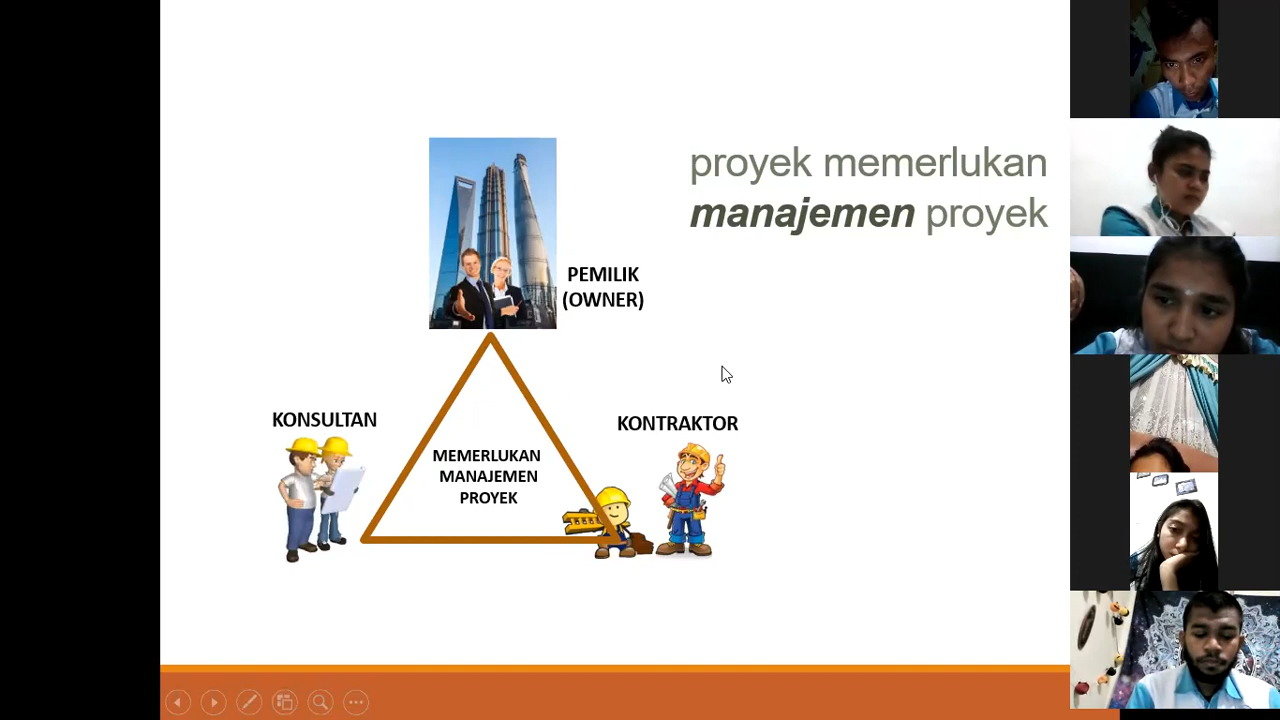 proyek memerlukan
manajemen proyek
PEMILIK
(OWNER)
KONSULTAN
KONTRAKTOR
MEMERLUKAN
MANAJEMEN
PROYEK